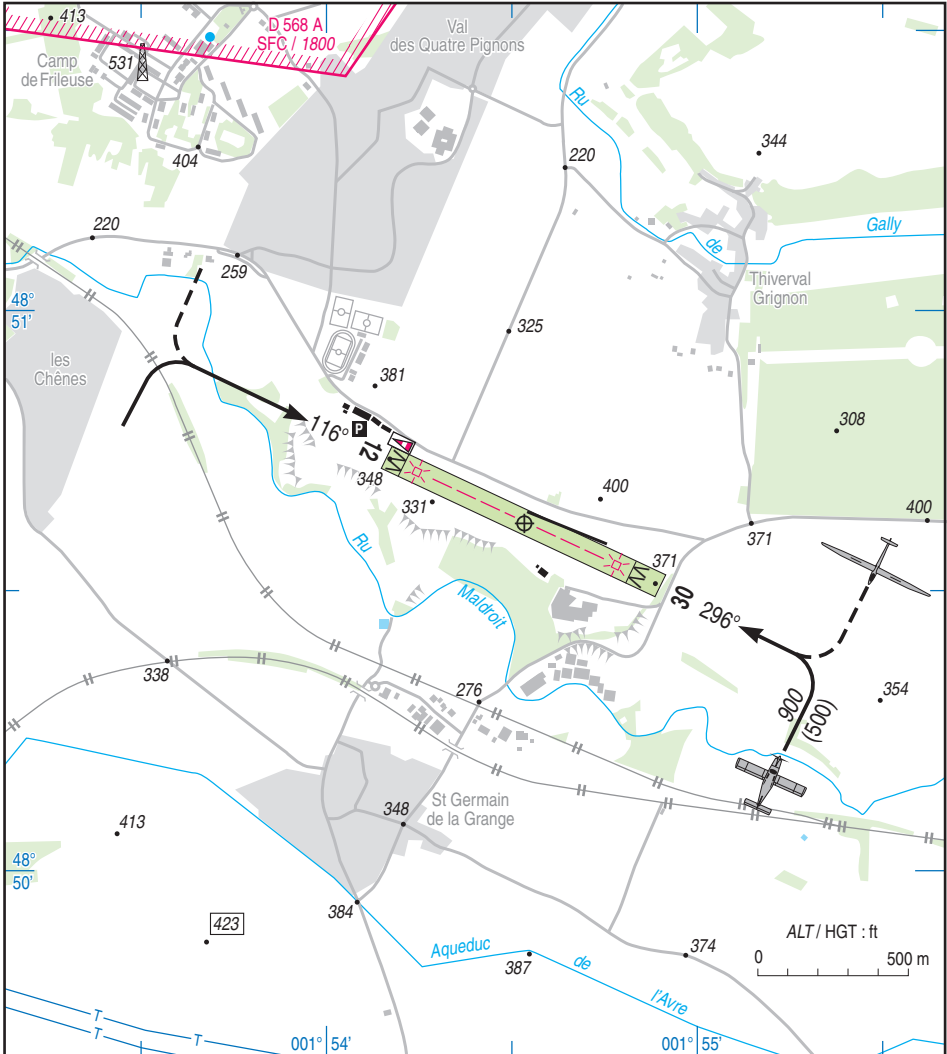 413
D 568 A
SFC / 1800
Val
des Quatre Pignons
Camp
de Frileuse
531
404
Ru
344
220
220
de
Gally
259
48°
51'
Thiverval
Grignon
325
les
Chênes
381
116°
P
12
348
308
331
400
400
371
371
Ru
Maldroit
30
296°
338
276
354
900
(500)
St Germain
de la Grange
348
413
48°
50'
384
423
Aqueduc
de
l'Avre
387
374
ALT / HGT : ft
0
500 m
T
T
T
T
001° 54'
001° 55'